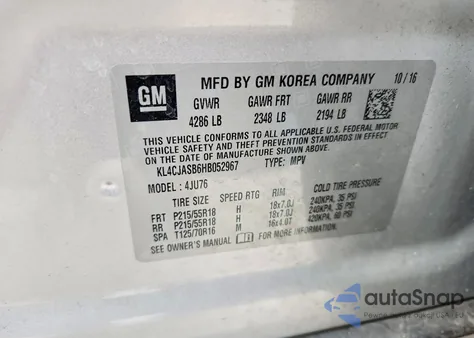 GM
MFD BY GM KOREA COMPANY 10/16
GVWR GAWR FRT GAWR RR
4286 LB 2348 LB 2194 LB
THIS VEHICLE CONFORMS TO ALL APPLICABLE U.S. FEDERAL MOTOR
VEHICLE SAFETY, BUMPER, AND THEFT PREVENTION STANDARDS IN EFFECT ON THE
DATE OF MANUFACTURE SHOWN ABOVE.
KL4CJASB6HB052967 TYPE: MPV
MODEL: 4JU76
TIRE SIZE SPEED RTG RIM COLD TIRE PRESSURE
FRT P215/55R18 H 18x7.0J 240KPA, 35 PSI
RR P215/55R18 H 18x7.0J 240KPA, 35 PSI
SPA T125/70R16 M 16x4.0T 420KPA, 60 PSI
SEE OWNER'S MANUAL FOR MORE INFORMATION.
autoSnap